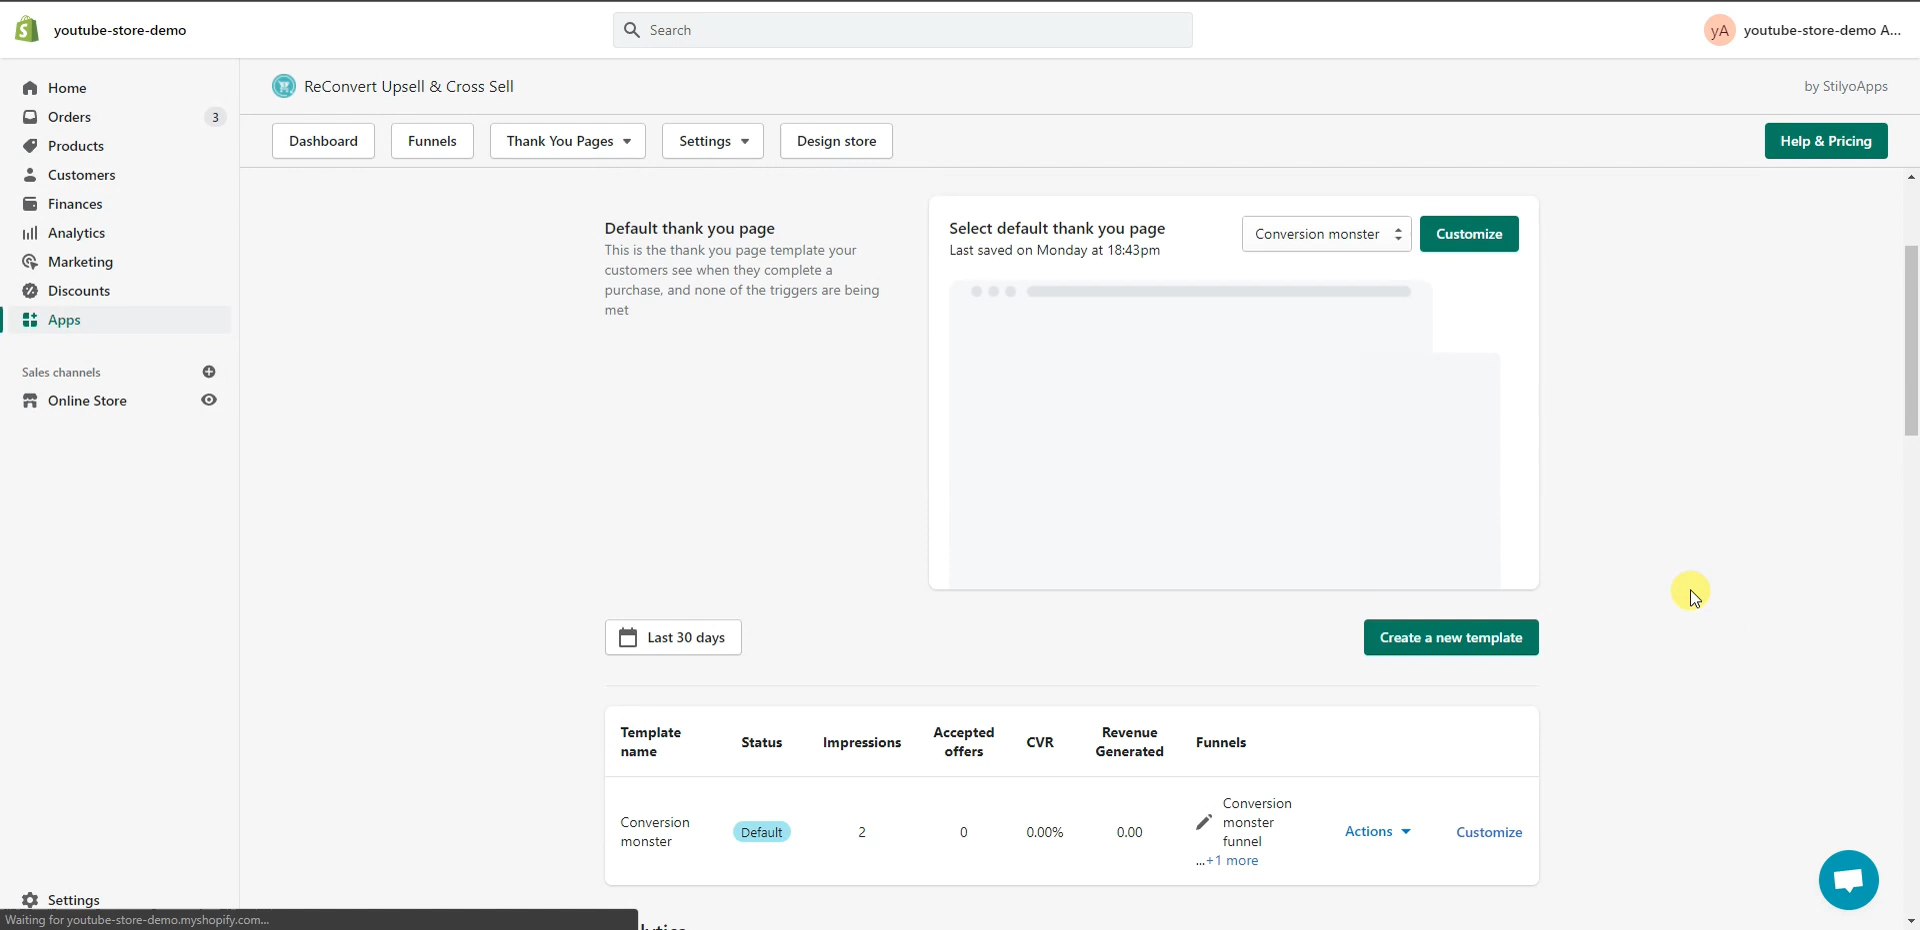 youtube-store-demo
Search
yA youtube-store-demo A...
Home
Orders 3
Products
Customers
Finances
Analytics
Marketing
Discounts
Apps
Sales channels
Online Store
Settings
Waiting for youtube-store-demo.myshopify.com...
ReConvert Upsell & Cross Sell
by StilyoApps
Dashboard
Funnels
Thank You Pages
Settings
Design store
Help & Pricing
Default thank you page
This is the thank you page template your
customers see when they complete a
purchase, and none of the triggers are being
met
Select default thank you page
Last saved on Monday at 18:43pm
Conversion monster
Customize
Last 30 days
Create a new template
Template
name
Status
Impressions
Accepted
offers
CVR
Revenue
Generated
Funnels
Conversion
monster
Default
2
0
0.00%
0.00
Conversion
monster
funnel
...+1 more
Actions
Customize